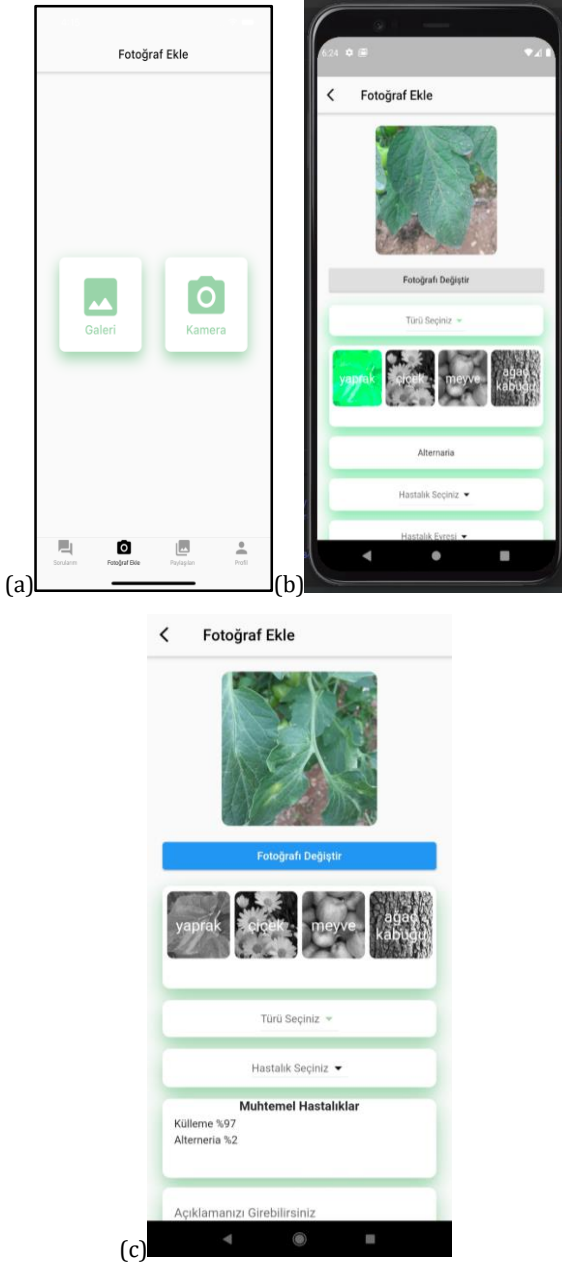 Fotoğraf Ekle
Galeri
Kamera
Sorularım
Fotoğraf Ekle
Paylaşılan
Profil
(a)
6:24
Fotoğraf Ekle
Fotoğrafı Değiştir
Türü Seçiniz
yaprak
çiçek
meyve
ağaç kabuğu
Alternaria
Hastalık Seçiniz
Hastalık Evresi
(b)
Fotoğraf Ekle
Fotoğrafı Değiştir
yaprak
çiçek
meyve
ağaç kabuğu
Türü Seçiniz
Hastalık Seçiniz
Muhtemel Hastalıklar
Külleme %97
Alterneria %2
Açıklamanızı Girebilirsiniz
(c)